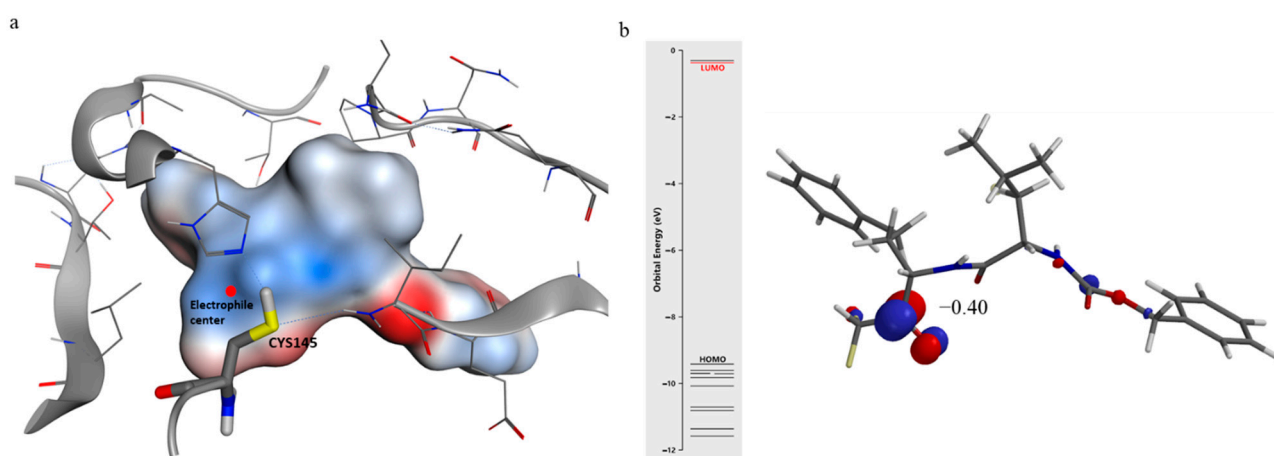 a
b
Electrophile
center
CYS145
Orbital Energy (eV)
0
LUMO
−2
−4
−6
−8
HOMO
−10
−12
−0.40